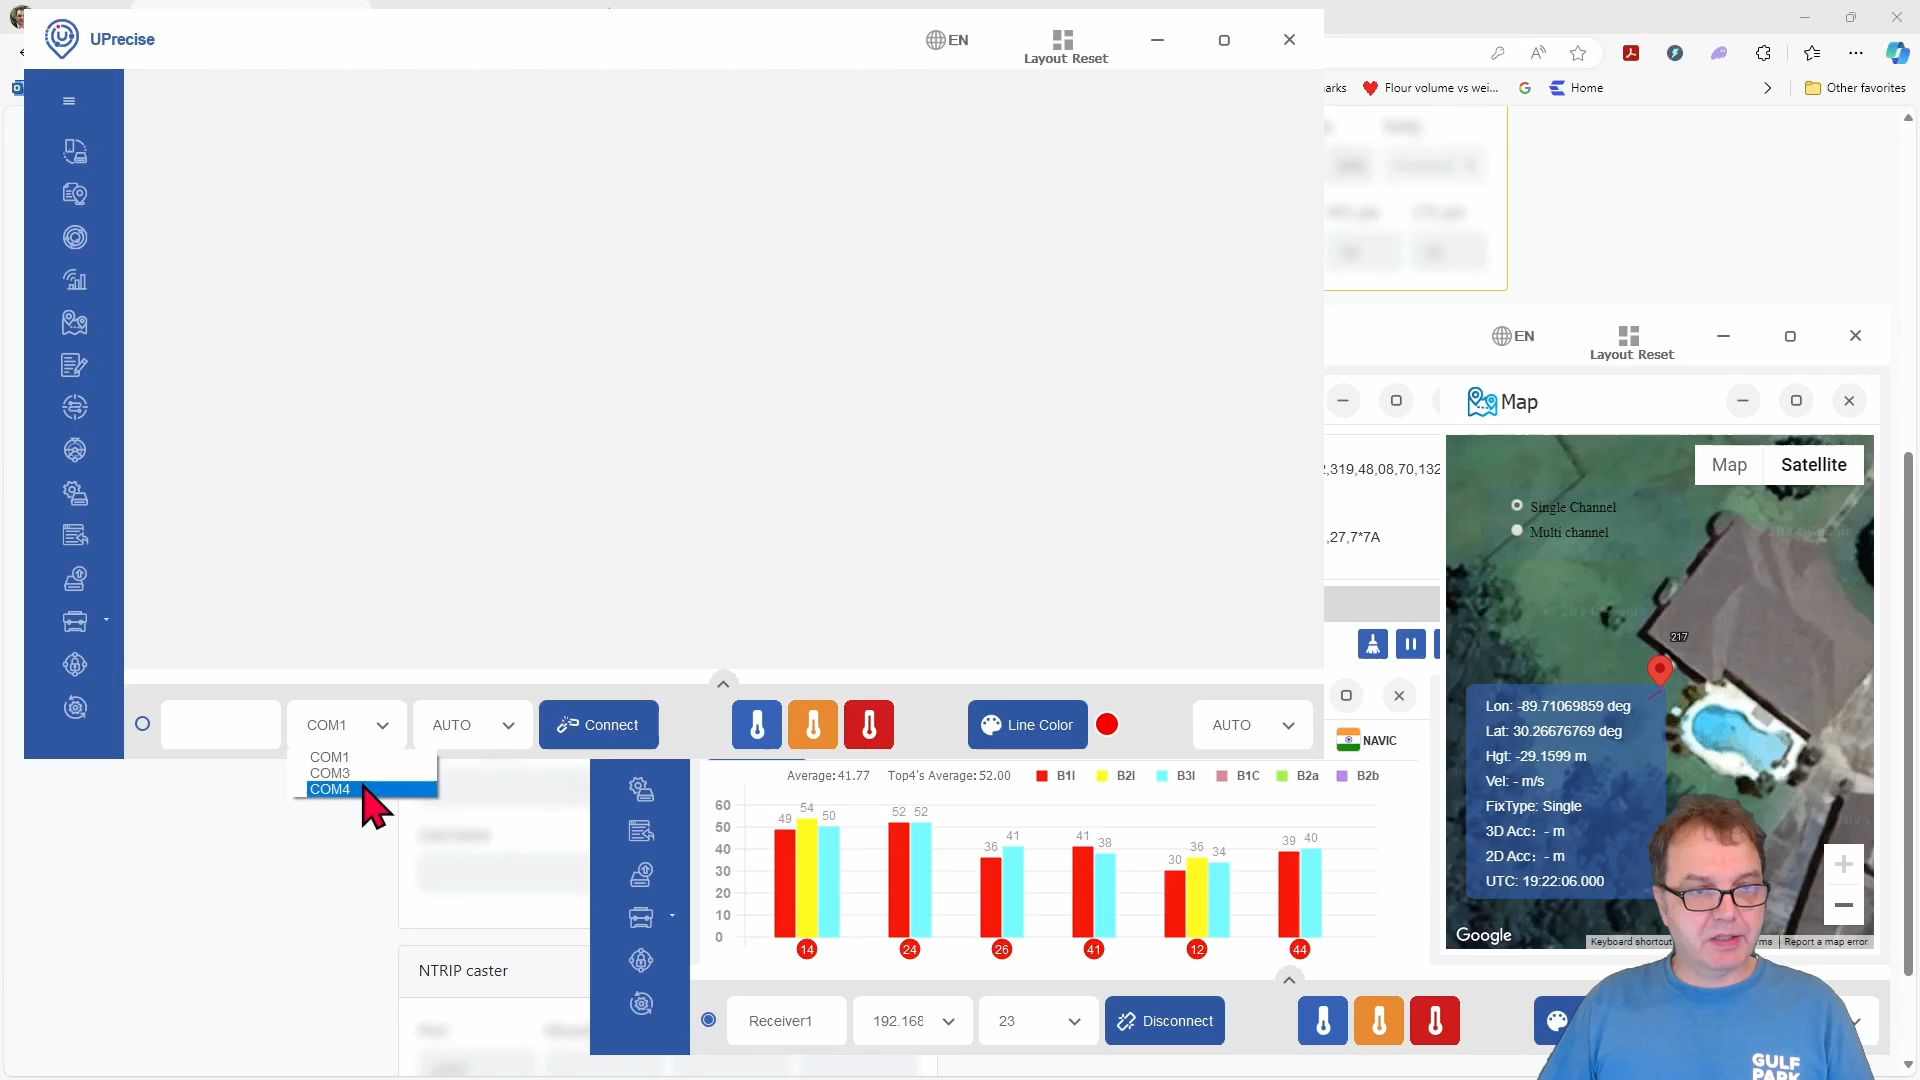 UPrecise
EN
Layout Reset
arks
Flour volume vs wei...
Home
Other favorites
EN
Layout Reset
Map
,319,48,08,70,132
,27,7*7A
Map
Satellite
Single Channel
Multi channel
217
Lon: -89.71069859 deg
Lat: 30.26676769 deg
Hgt: -29.1599 m
Vel: - m/s
FixType: Single
3D Acc: - m
2D Acc: - m
UTC: 19:22:06.000
Google
Keyboard shortcut
ms
Report a map error
COM1
AUTO
Connect
Line Color
AUTO
COM1
COM3
COM4
NAVIC
Average:41.77 Top4's Average:52.00 B1I B2I B3I B1C B2a B2b
60
50
40
30
20
10
0
49 54 50
52 52
36 41
41 38
30 36 34
39 40
14 24 26 41 12 44
NTRIP caster
Receiver1
192.168
23
Disconnect
GULF
PARK